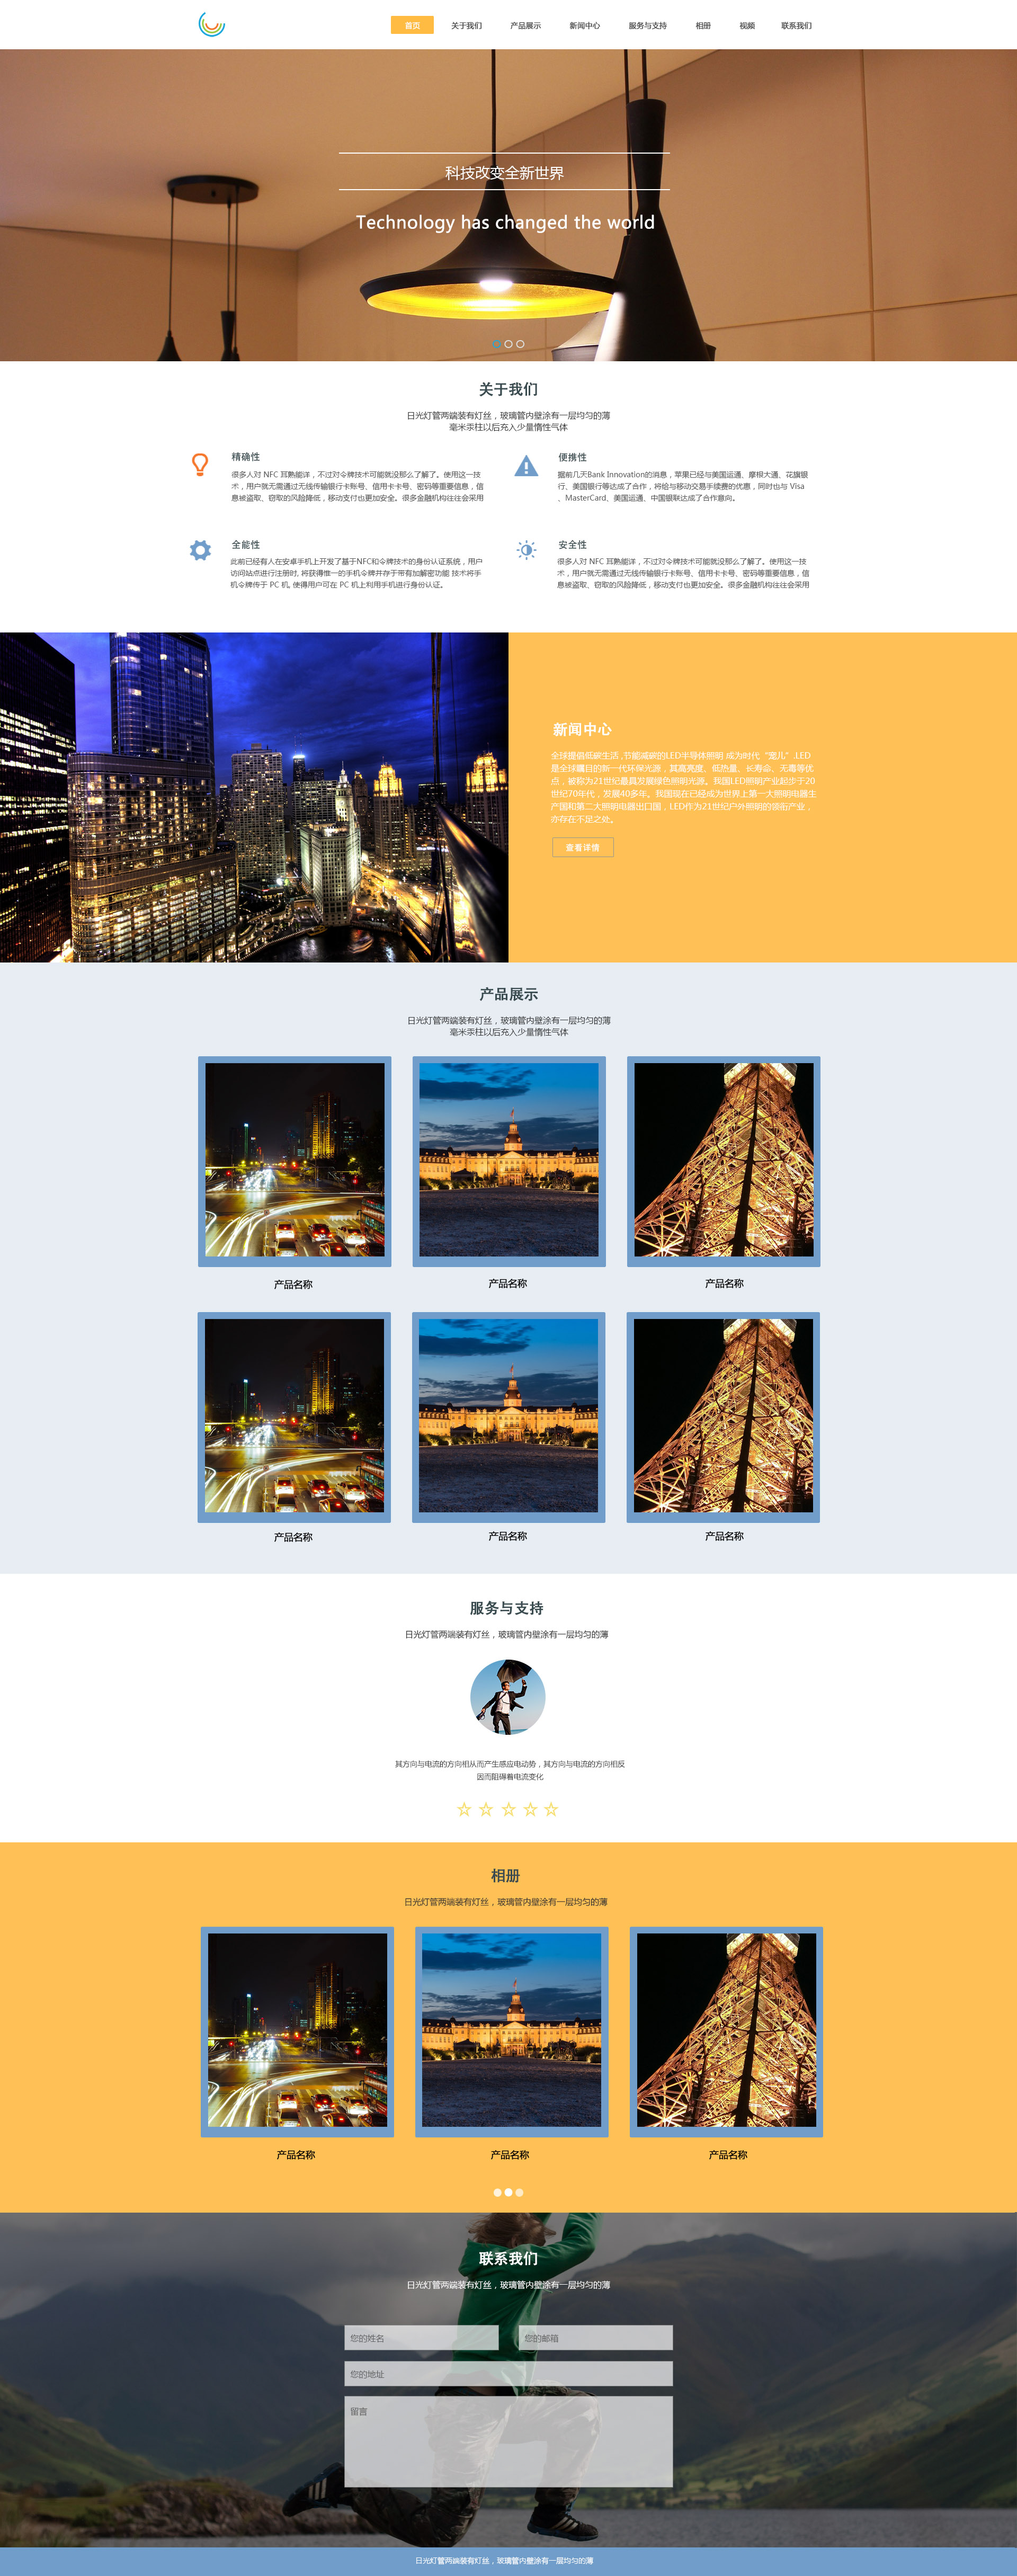 首页 关于我们 产品展示 新闻中心 服务与支持 相册 视频 联系我们
科技改变全新世界
Technology has changed the world
关于我们
日光灯管两端装有灯丝，玻璃管内壁涂有一层均匀的薄
毫米汞柱以后充入少量惰性气体
精确性
很多人对 NFC 耳熟能详，不过对令牌技术可能就没那么了解了。使用这一技
术，用户就无需通过无线传输银行卡账号、信用卡卡号、密码等重要信息，信
息被盗取、窃取的风险降低，移动支付也更加安全。很多金融机构往往会采用
便携性
据前几天Bank Innovation的消息，苹果已经与美国运通、摩根大通、花旗银
行、美国银行等达成了合作，将给与移动交易手续费的优惠，同时也与 Visa
、MasterCard、美国运通、中国银联达成了合作意向。
全能性
此前已经有人在安卓手机上开发了基于NFC和令牌技术的身份认证系统，用户
访问站点进行注册时, 将获得惟一的手机令牌并存于带有加解密功能 技术将手
机令牌传于 PC 机, 使得用户可在 PC 机上利用手机进行身份认证。
安全性
很多人对 NFC 耳熟能详，不过对令牌技术可能就没那么了解了。使用这一技
术，用户就无需通过无线传输银行卡账号、信用卡卡号、密码等重要信息，信
息被盗取、窃取的风险降低，移动支付也更加安全。很多金融机构往往会采用
新闻中心
全球提倡低碳生活 ,节能减碳的LED半导体照明 成为时代“宠儿”.LED
是全球瞩目的新一代环保光源，其高亮度、低热量、长寿命、无毒等优
点，被称为21世纪最具发展绿色照明光源。我国LED照明产业起步于20
世纪70年代，发展40多年。我国现在已经成为世界上第一大照明电器生
产国和第二大照明电器出口国，LED作为21世纪户外照明的领衔产业，
亦存在不足之处。
查看详情
产品展示
日光灯管两端装有灯丝，玻璃管内壁涂有一层均匀的薄
毫米汞柱以后充入少量惰性气体
产品名称 产品名称 产品名称
产品名称 产品名称 产品名称
服务与支持
日光灯管两端装有灯丝，玻璃管内壁涂有一层均匀的薄
其方向与电流的方向相从而产生感应电动势，其方向与电流的方向相反
因而阻碍着电流变化
相册
日光灯管两端装有灯丝，玻璃管内壁涂有一层均匀的薄
产品名称 产品名称 产品名称
联系我们
日光灯管两端装有灯丝，玻璃管内壁涂有一层均匀的薄
您的姓名 您的邮箱
您的地址
留言
日光灯管两端装有灯丝，玻璃管内壁涂有一层均匀的薄